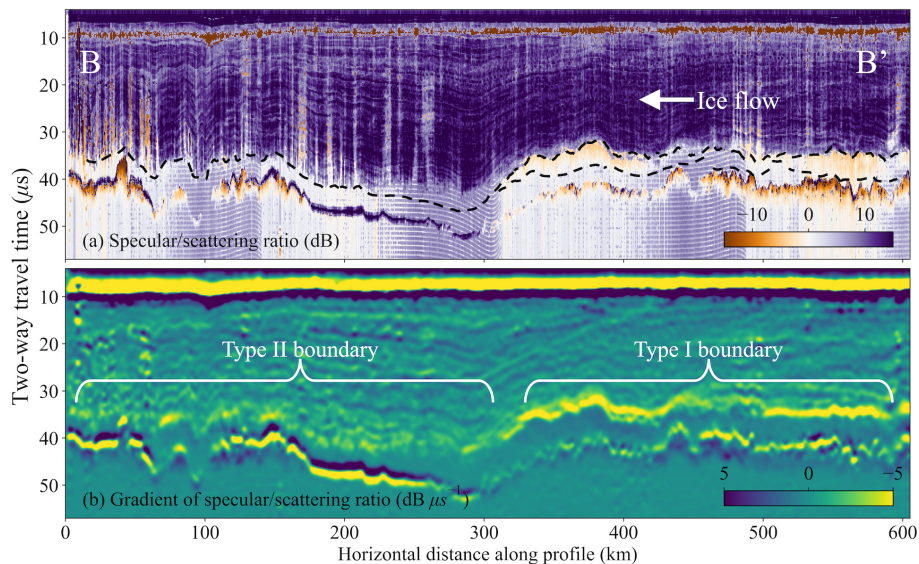 10
B
B’
20
Ice flow
30
40
50
(a) Specular/scattering ratio (dB)
−10 0 10
Two-way travel time (μs)
10
20
Type II boundary
Type I boundary
30
40
50
(b) Gradient of specular/scattering ratio (dB μs⁻¹)
5 0 −5
0 100 200 300 400 500 600
Horizontal distance along profile (km)